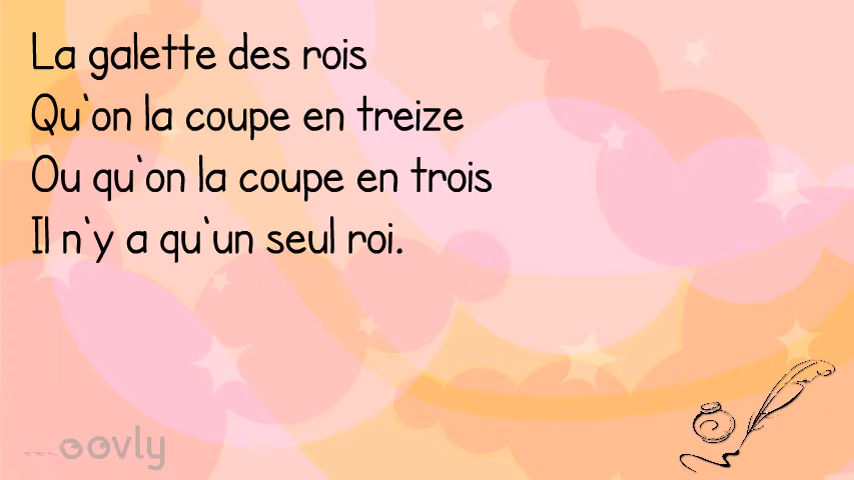 La galette des rois
Qu`on la coupe en treize
Ou qu`on la coupe en trois
Il n`y a qu`un seul roi.
oovly